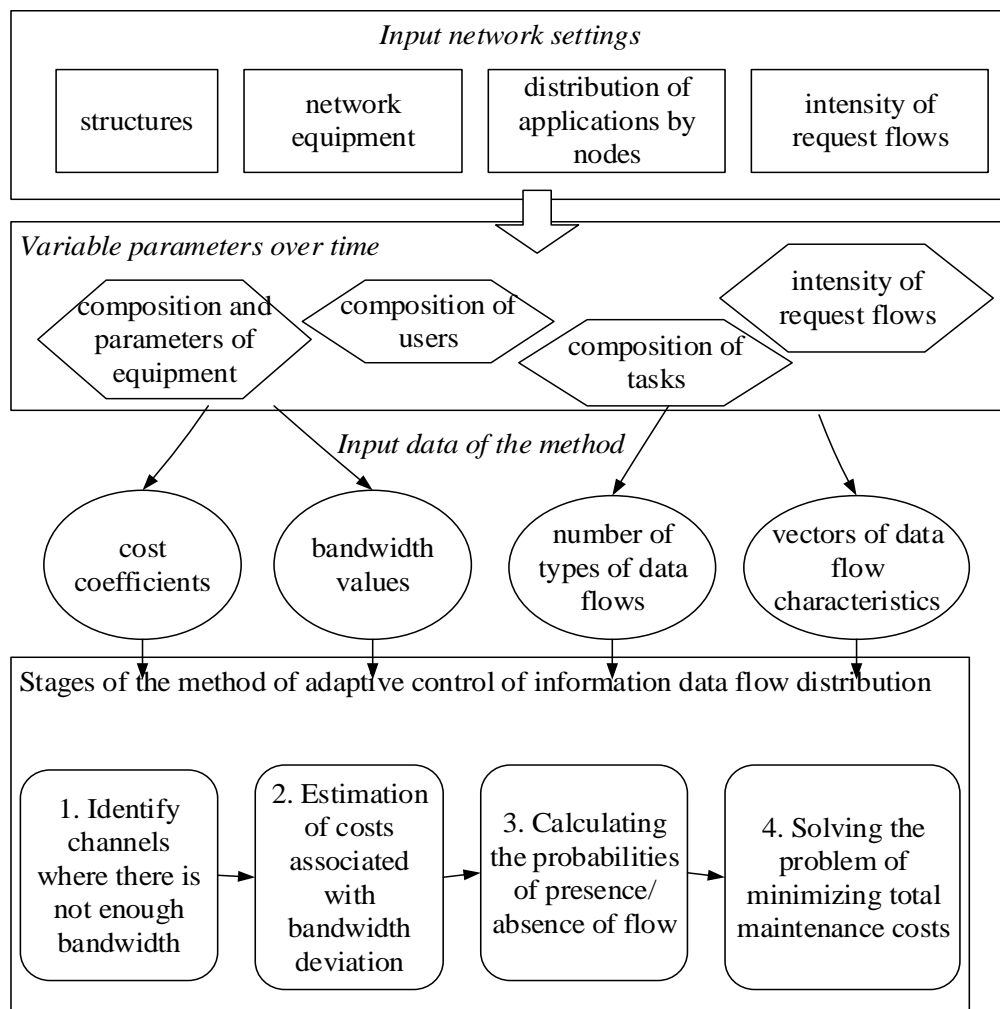 Input network settings
structures
network
equipment
distribution of
applications by
nodes
intensity of
request flows
Variable parameters over time
composition and
parameters of
equipment
composition of
users
composition of
tasks
intensity of
request flows
Input data of the method
cost
coefficients
bandwidth
values
number of
types of data
flows
vectors of data
flow
characteristics
Stages of the method of adaptive control of information data flow distribution
1. Identify
channels
where there is
not enough
bandwidth
2. Estimation
of costs
associated
with
bandwidth
deviation
3. Calculating
the probabilities
of presence/
absence of flow
4. Solving the
problem of
minimizing total
maintenance costs